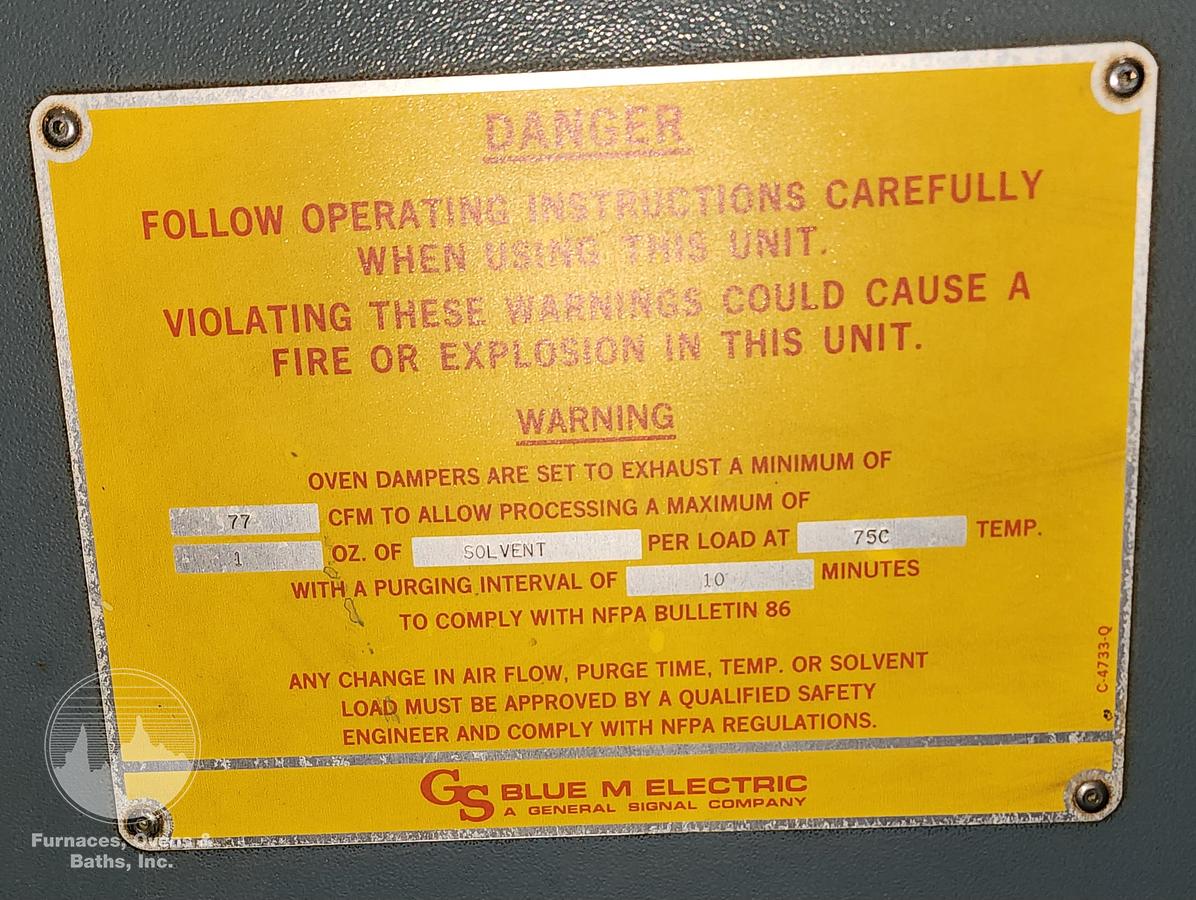 DANGER
FOLLOW OPERATING INSTRUCTIONS CAREFULLY
WHEN USING THIS UNIT.
VIOLATING THESE WARNINGS COULD CAUSE A
FIRE OR EXPLOSION IN THIS UNIT.
WARNING
OVEN DAMPERS ARE SET TO EXHAUST A MINIMUM OF
77 CFM TO ALLOW PROCESSING A MAXIMUM OF
1 OZ. OF SOLVENT PER LOAD AT 75C TEMP.
WITH A PURGING INTERVAL OF 10 MINUTES
TO COMPLY WITH NFPA BULLETIN 86
ANY CHANGE IN AIR FLOW, PURGE TIME, TEMP. OR SOLVENT
LOAD MUST BE APPROVED BY A QUALIFIED SAFETY
ENGINEER AND COMPLY WITH NFPA REGULATIONS.
C-4733-Q
GS BLUE M ELECTRIC
A GENERAL SIGNAL COMPANY
Furnaces, Ovens &
Baths, Inc.